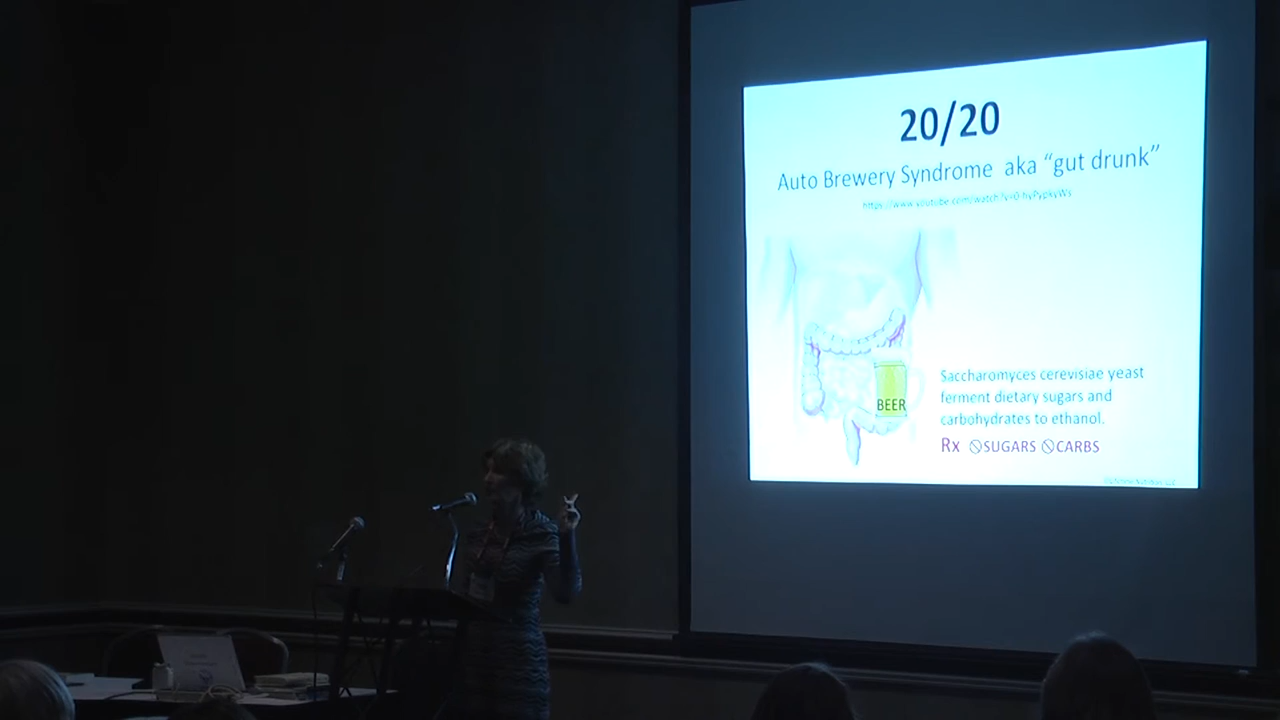 20/20
Auto Brewery Syndrome aka “gut drunk”
BEER
Saccharomyces cerevisiae yeast
ferment dietary sugars and
carbohydrates to ethanol.
Rx SUGARS CARBS